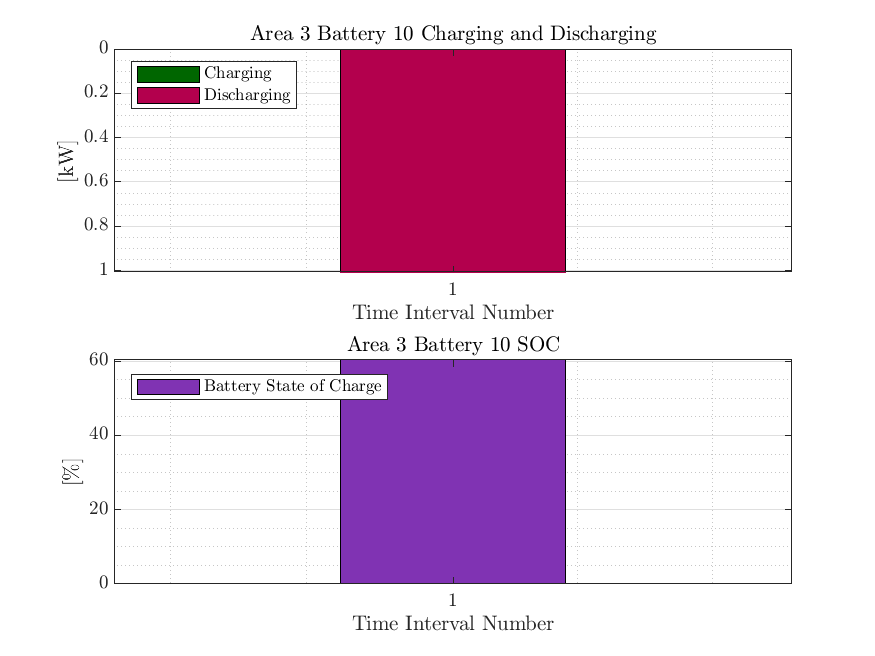 Area 3 Battery 10 Charging and Discharging
0
0.2
0.4
0.6
0.8
1
[kW]
Charging
Discharging
1
Time Interval Number
Area 3 Battery 10 SOC
60
40
20
0
[%]
Battery State of Charge
1
Time Interval Number